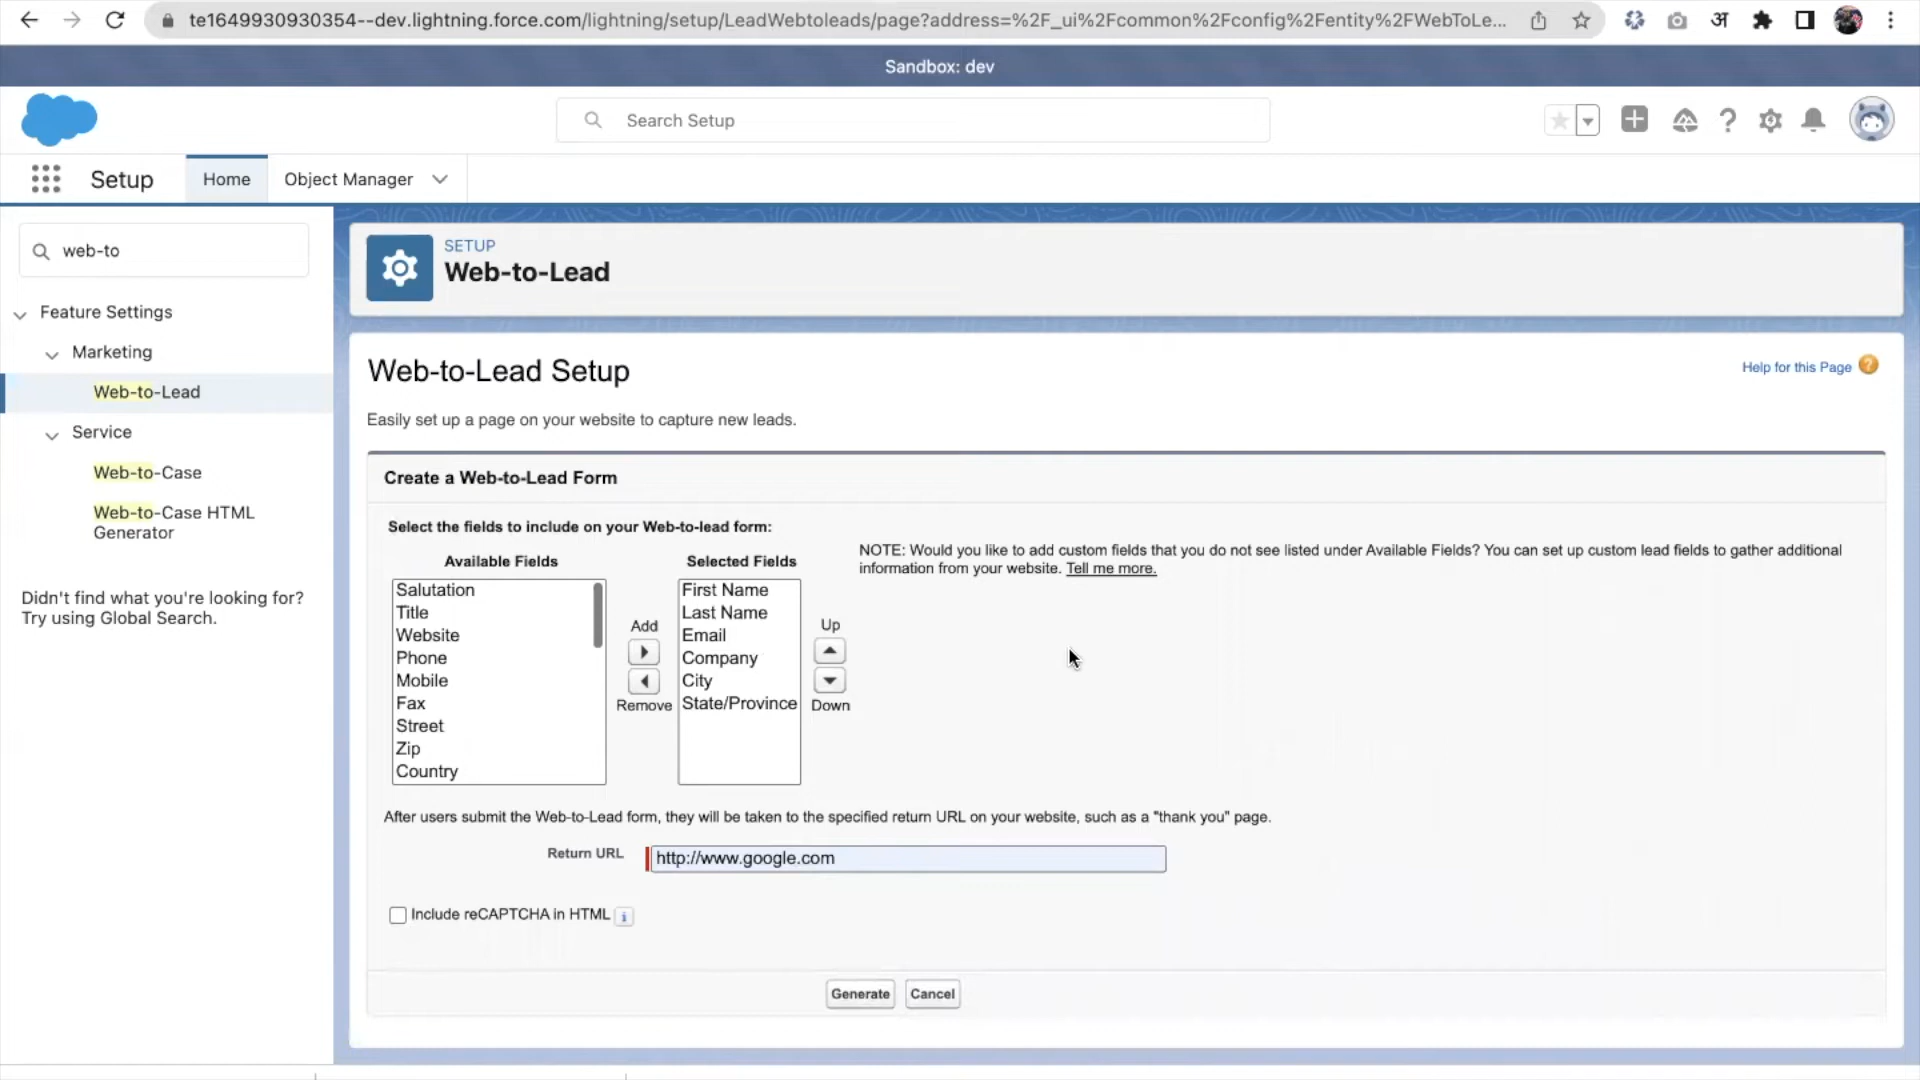 te1649930930354--dev.lightning.force.com/lightning/setup/LeadWebtoleads/page?address=%2F_ui%2Fcommon%2Fconfig%2Fentity%2FWebToLe...
अ
Sandbox: dev
Search Setup
Setup
Home
Object Manager
web-to
Feature Settings
Marketing
Web-to-Lead
Service
Web-to-Case
Web-to-Case HTML
Generator
Didn't find what you're looking for?
Try using Global Search.
SETUP
Web-to-Lead
Web-to-Lead Setup
Help for this Page
Easily set up a page on your website to capture new leads.
Create a Web-to-Lead Form
Select the fields to include on your Web-to-lead form:
Available Fields
Salutation
Title
Website
Phone
Mobile
Fax
Street
Zip
Country
Add
Remove
Selected Fields
First Name
Last Name
Email
Company
City
State/Province
Up
Down
NOTE: Would you like to add custom fields that you do not see listed under Available Fields? You can set up custom lead fields to gather additional
information from your website. Tell me more.
After users submit the Web-to-Lead form, they will be taken to the specified return URL on your website, such as a "thank you" page.
Return URL
http://www.google.com
Include reCAPTCHA in HTML
Generate
Cancel